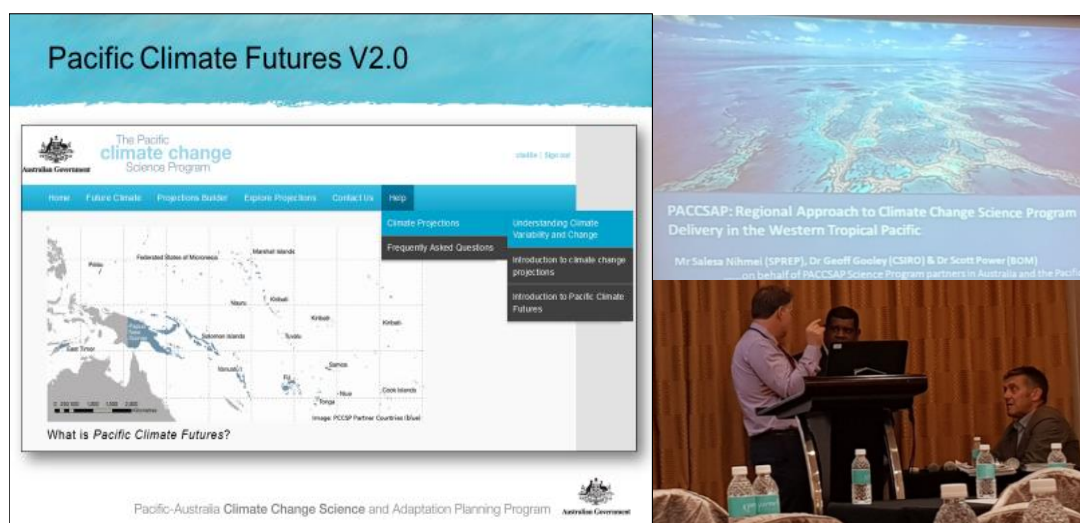 Pacific Climate Futures V2.0
Australian Government
The Pacific
climate change
Science Program
Sign out
Home Future Climate Projections Builder Explore Projections Contact Us Help
Climate Projections
Frequently Asked Questions
Understanding Climate
Variability and Change
Introduction to climate change
projections
Introduction to Pacific Climate
Futures
Palau
Federated States of Micronesia
Marshall Islands
Nauru
Kiribati
Kiribati
Kiribati
Papua
New
Guinea
Solomon Islands
Tuvalu
East Timor
Vanuatu
Fiji
Samoa
Tonga
Niue
Cook Islands
Image: PCCSP Partner Countries (blue)
What is Pacific Climate Futures?
Pacific-Australia Climate Change Science and Adaptation Planning Program
Australian Government
PACCSAP: Regional Approach to Climate Change Science Program
Delivery in the Western Tropical Pacific
Mr Salesa Nihmei (SPREP), Dr Geoff Gooley (CSIRO) & Dr Scott Power (BOM)
on behalf of PACCSAP Science Program partners in Australia and the Pacific